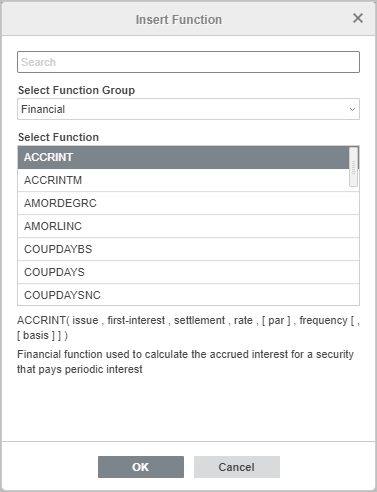 Insert Function
Search
Select Function Group
Financial
Select Function
ACCRINT
ACCRINTM
AMORDEGRC
AMORLINC
COUPDAYBS
COUPDAYS
COUPDAYSNC
ACCRINT( issue , first-interest , settlement , rate , [ par ] , frequency [ ,
[ basis ] ] )
Financial function used to calculate the accrued interest for a security
that pays periodic interest
OK
Cancel